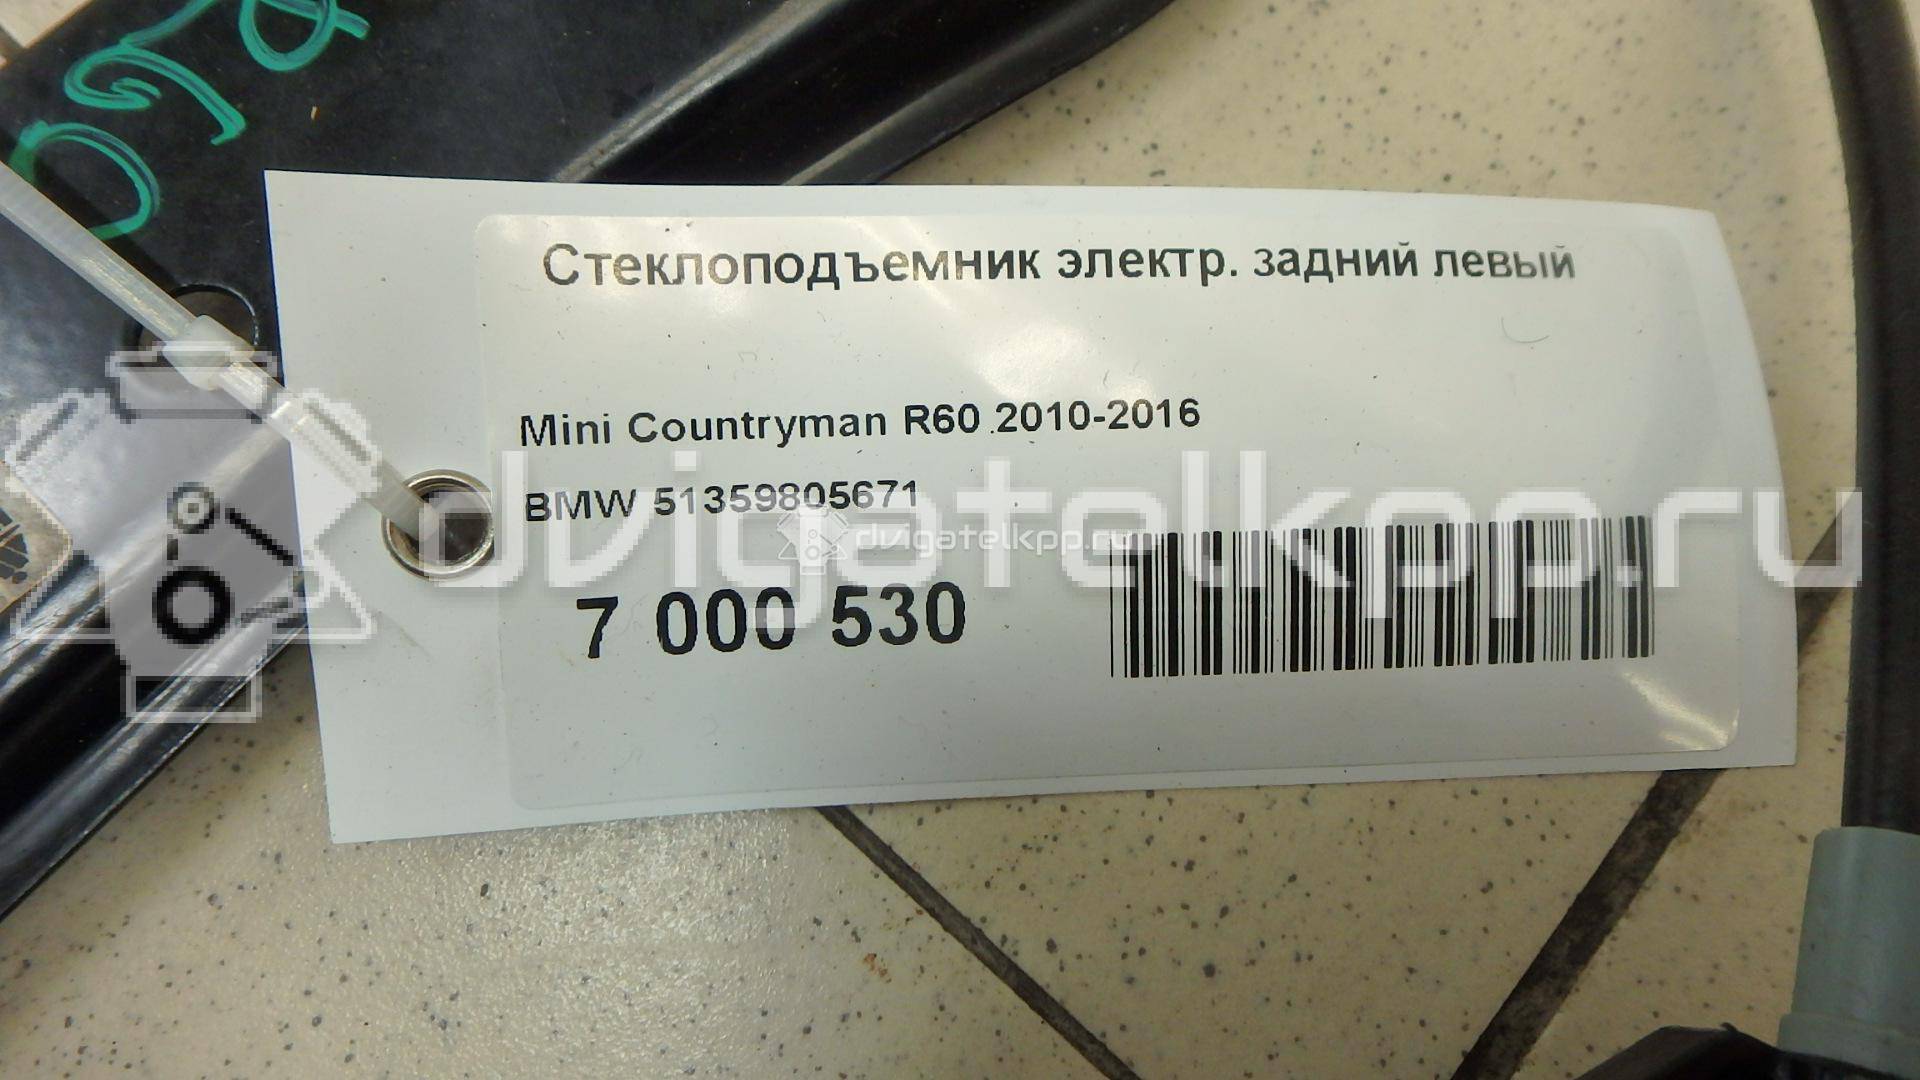 Стеклоподъемник электр. задний левый
Mini Countryman R60 2010-2016
BMW 51359805671
7 000 530
dvigatelkpp.ru
dvigatelkpp.ru